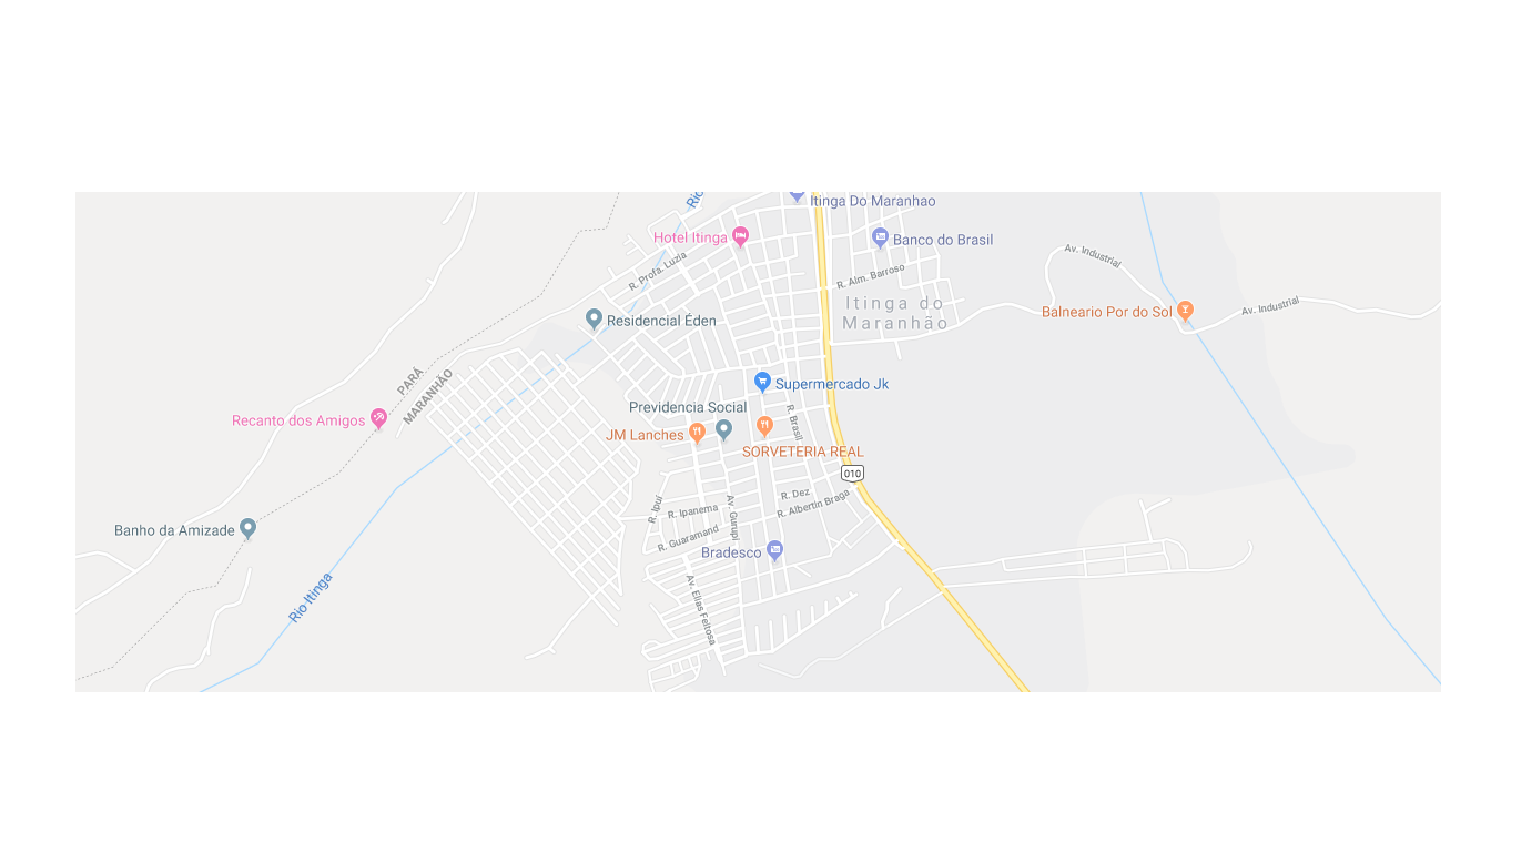 Rio
Itinga Do Maranhao
Hotel Itinga
Banco do Brasil
Av. Industrial
R. Profa. Luzia
R. Alm. Barroso
Itinga do
Maranhão
Balneario Por do Sol
Av. Industrial
Residencial Éden
PARÁ
MARANHÃO
Supermercado Jk
Previdencia Social
Recanto dos Amigos
JM Lanches
R. Brasil
SORVETERIA REAL
010
R. Dez
R. Ipuí
R. Ipanema
Av. Gurupi
R. Albertin Braga
Banho da Amizade
R. Guaramand
Bradesco
Rio Itinga
Av. Elias Feitosa